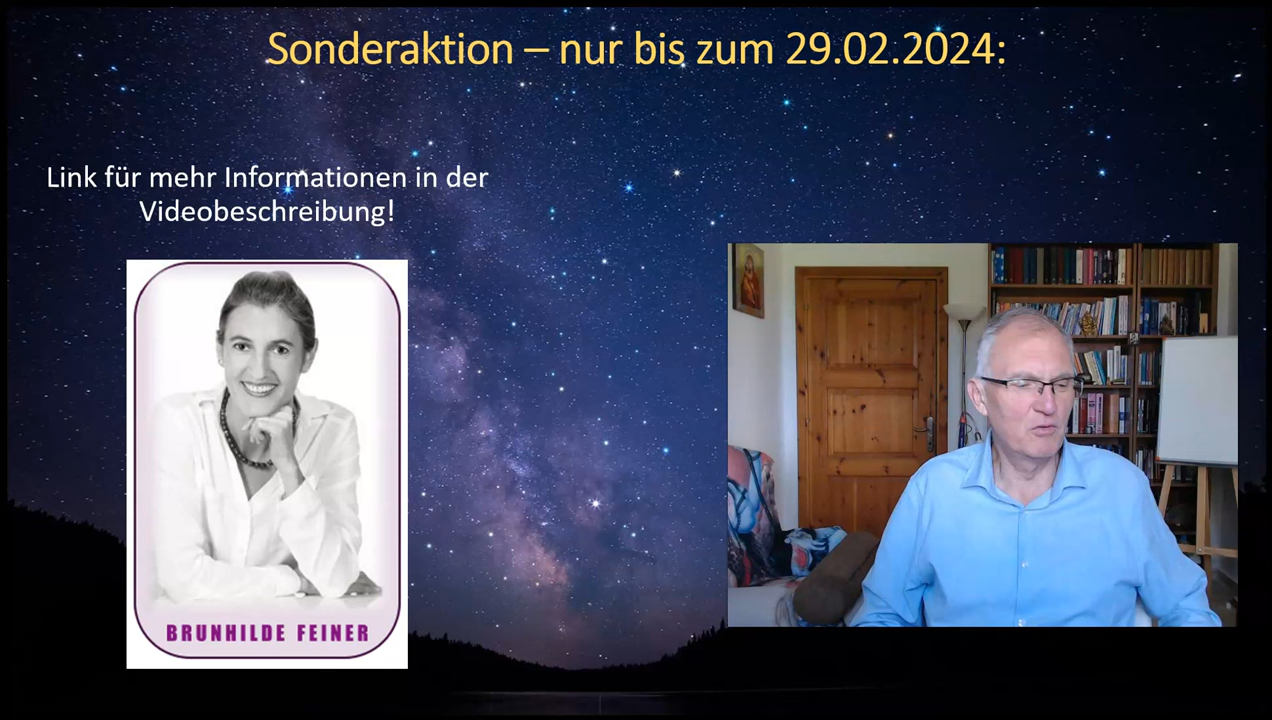 Sonderaktion – nur bis zum 29.02.2024:
Link für mehr Informationen in der
Videobeschreibung!
BRUNHILDE FEINER